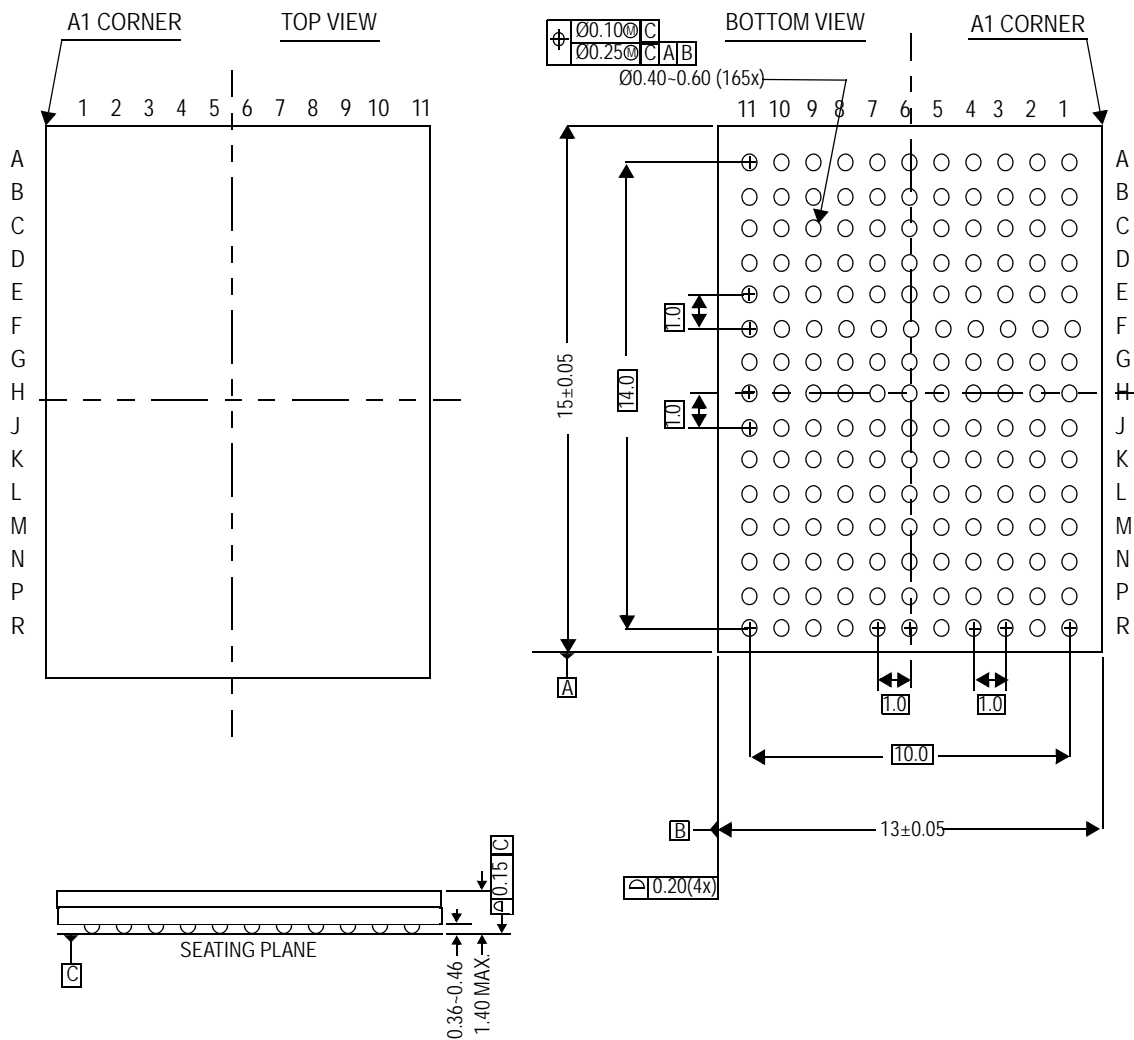 A1 CORNER
TOP VIEW
1 2 3 4 5 6 7 8 9 10 11
A
B
C
D
E
F
G
H
J
K
L
M
N
P
R
Ø0.10Ⓜ C
Ø0.25Ⓜ C A B
BOTTOM VIEW
A1 CORNER
Ø0.40~0.60 (165x)
11 10 9 8 7 6 5 4 3 2 1
A
B
C
D
E
F
G
H
J
K
L
M
N
P
R
15±0.05
14.0
1.0
1.0
A
1.0
1.0
10.0
B
13±0.05
0.20(4x)
0.15 C
SEATING PLANE
C
0.36~0.46
1.40 MAX.